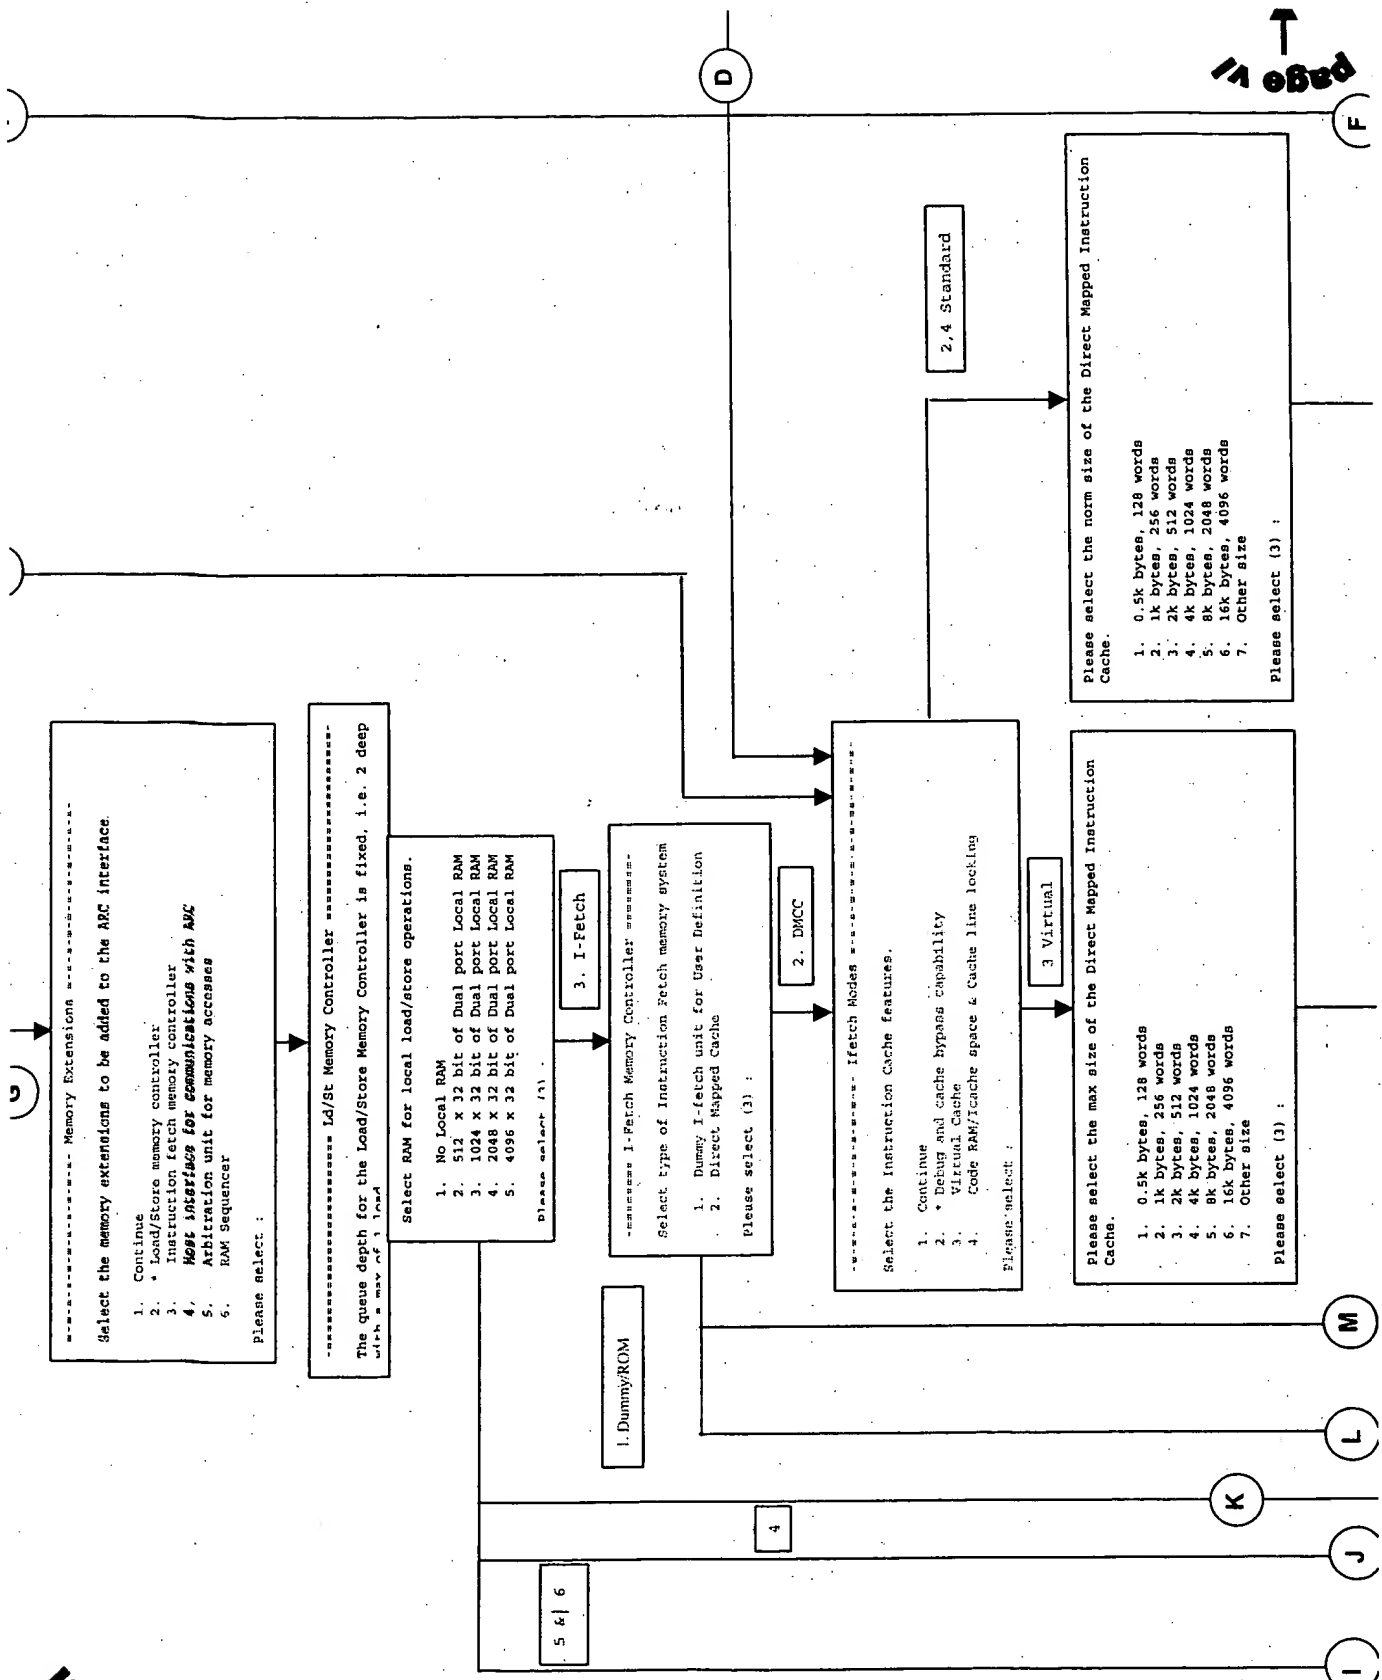 page VI
D
F
G
-=-=-=-=-=-=-=-=-=- Memory Extensions -=-=-=-=-=-=-=-=-=-=-
Select the memory extensions to be added to the ARC interface.
1. Continue
2. * Load/Store memory controller
3. Instruction fetch memory controller
4. Host interface for communications with ARC
5. Arbitration unit for memory accesses
6. RAM Sequencer
Please select :
-=================== Ld/St Memory Controller ====================-
The queue depth for the Load/Store Memory Controller is fixed, i.e. 2 deep
with a max of 1 load
Select RAM for local load/store operations.
1. No Local RAM
2. 512 x 32 bit of Dual port Local RAM
3. 1024 x 32 bit of Dual port Local RAM
4. 2048 x 32 bit of Dual port Local RAM
5. 4096 x 32 bit of Dual port Local RAM
Please select (3) :
3. I-Fetch
-======== I-Fetch Memory Controller ========-
Select type of Instruction Fetch memory system
1. Dummy I-fetch unit for User Definition
2. Direct Mapped Cache
Please select (3) :
1.Dummy/ROM
2. DMCC
-=-=-=-=-=-=-=-=-=-=- Ifetch Modes =-=-=-=-=-=-=-=-=-=-
Select the Instruction Cache features.
1. Continue
2. * Debug and cache bypass capability
3. Virtual Cache
4. Code RAM/Icache space & Cache line locking
Please select :
2,4 Standard
3 Virtual
Please select the norm size of the Direct Mapped Instruction
Cache.
1. 0.5k bytes, 128 words
2. 1k bytes, 256 words
3. 2k bytes, 512 words
4. 4k bytes, 1024 words
5. 8k bytes, 2048 words
6. 16k bytes, 4096 words
7. Other size
Please select (3) :
Please select the max size of the Direct Mapped Instruction
Cache.
1. 0.5k bytes, 128 words
2. 1k bytes, 256 words
3. 2k bytes, 512 words
4. 4k bytes, 1024 words
5. 8k bytes, 2048 words
6. 16k bytes, 4096 words
7. Other size
Please select (3) :
5 &| 6
4
J
K
L
M